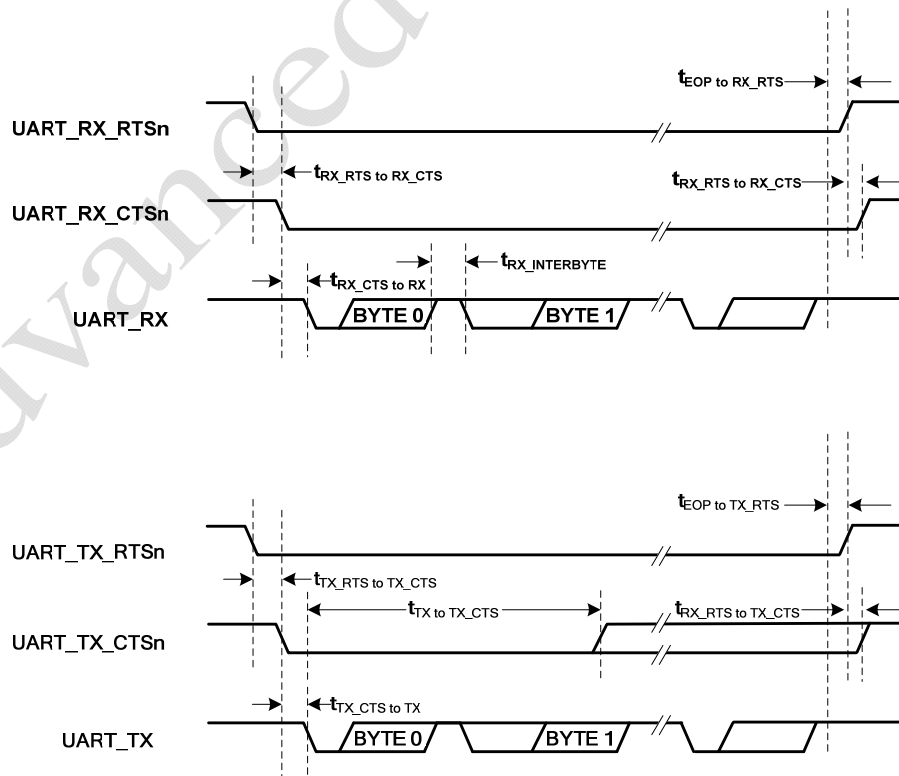 tEOP to RX_RTS
UART_RX_RTSn
tRX_RTS to RX_CTS
tRX_RTS to RX_CTS
UART_RX_CTSn
tRX_CTS to RX
tRX_INTERBYTE
UART_RX
BYTE 0
BYTE 1
tEOP to TX_RTS
UART_TX_RTSn
tTX_RTS to TX_CTS
tTX to TX_CTS
tRX_RTS to TX_CTS
UART_TX_CTSn
tTX_CTS to TX
UART_TX
BYTE 0
BYTE 1
dvanced